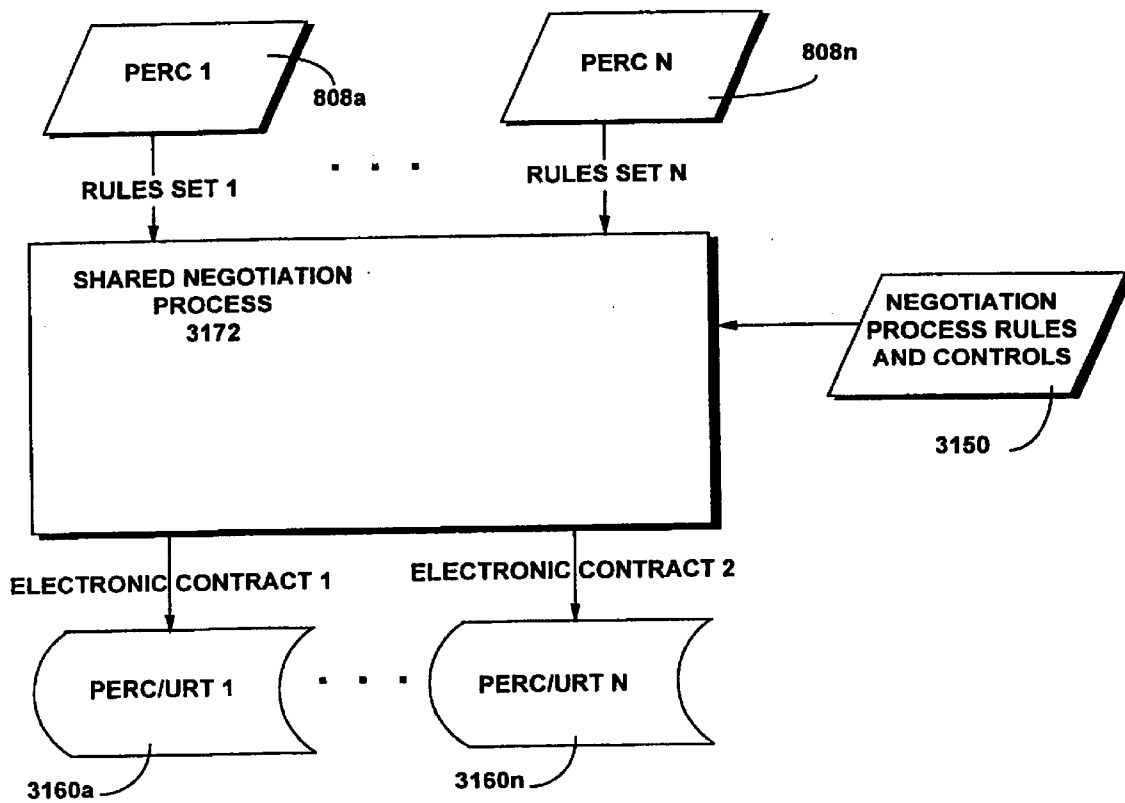 PERC 1
808a
PERC N
808n
RULES SET 1
RULES SET N
SHARED NEGOTIATION
PROCESS
3172
NEGOTIATION
PROCESS RULES
AND CONTROLS
3150
ELECTRONIC CONTRACT 1
ELECTRONIC CONTRACT 2
PERC/URT 1
PERC/URT N
3160a
3160n